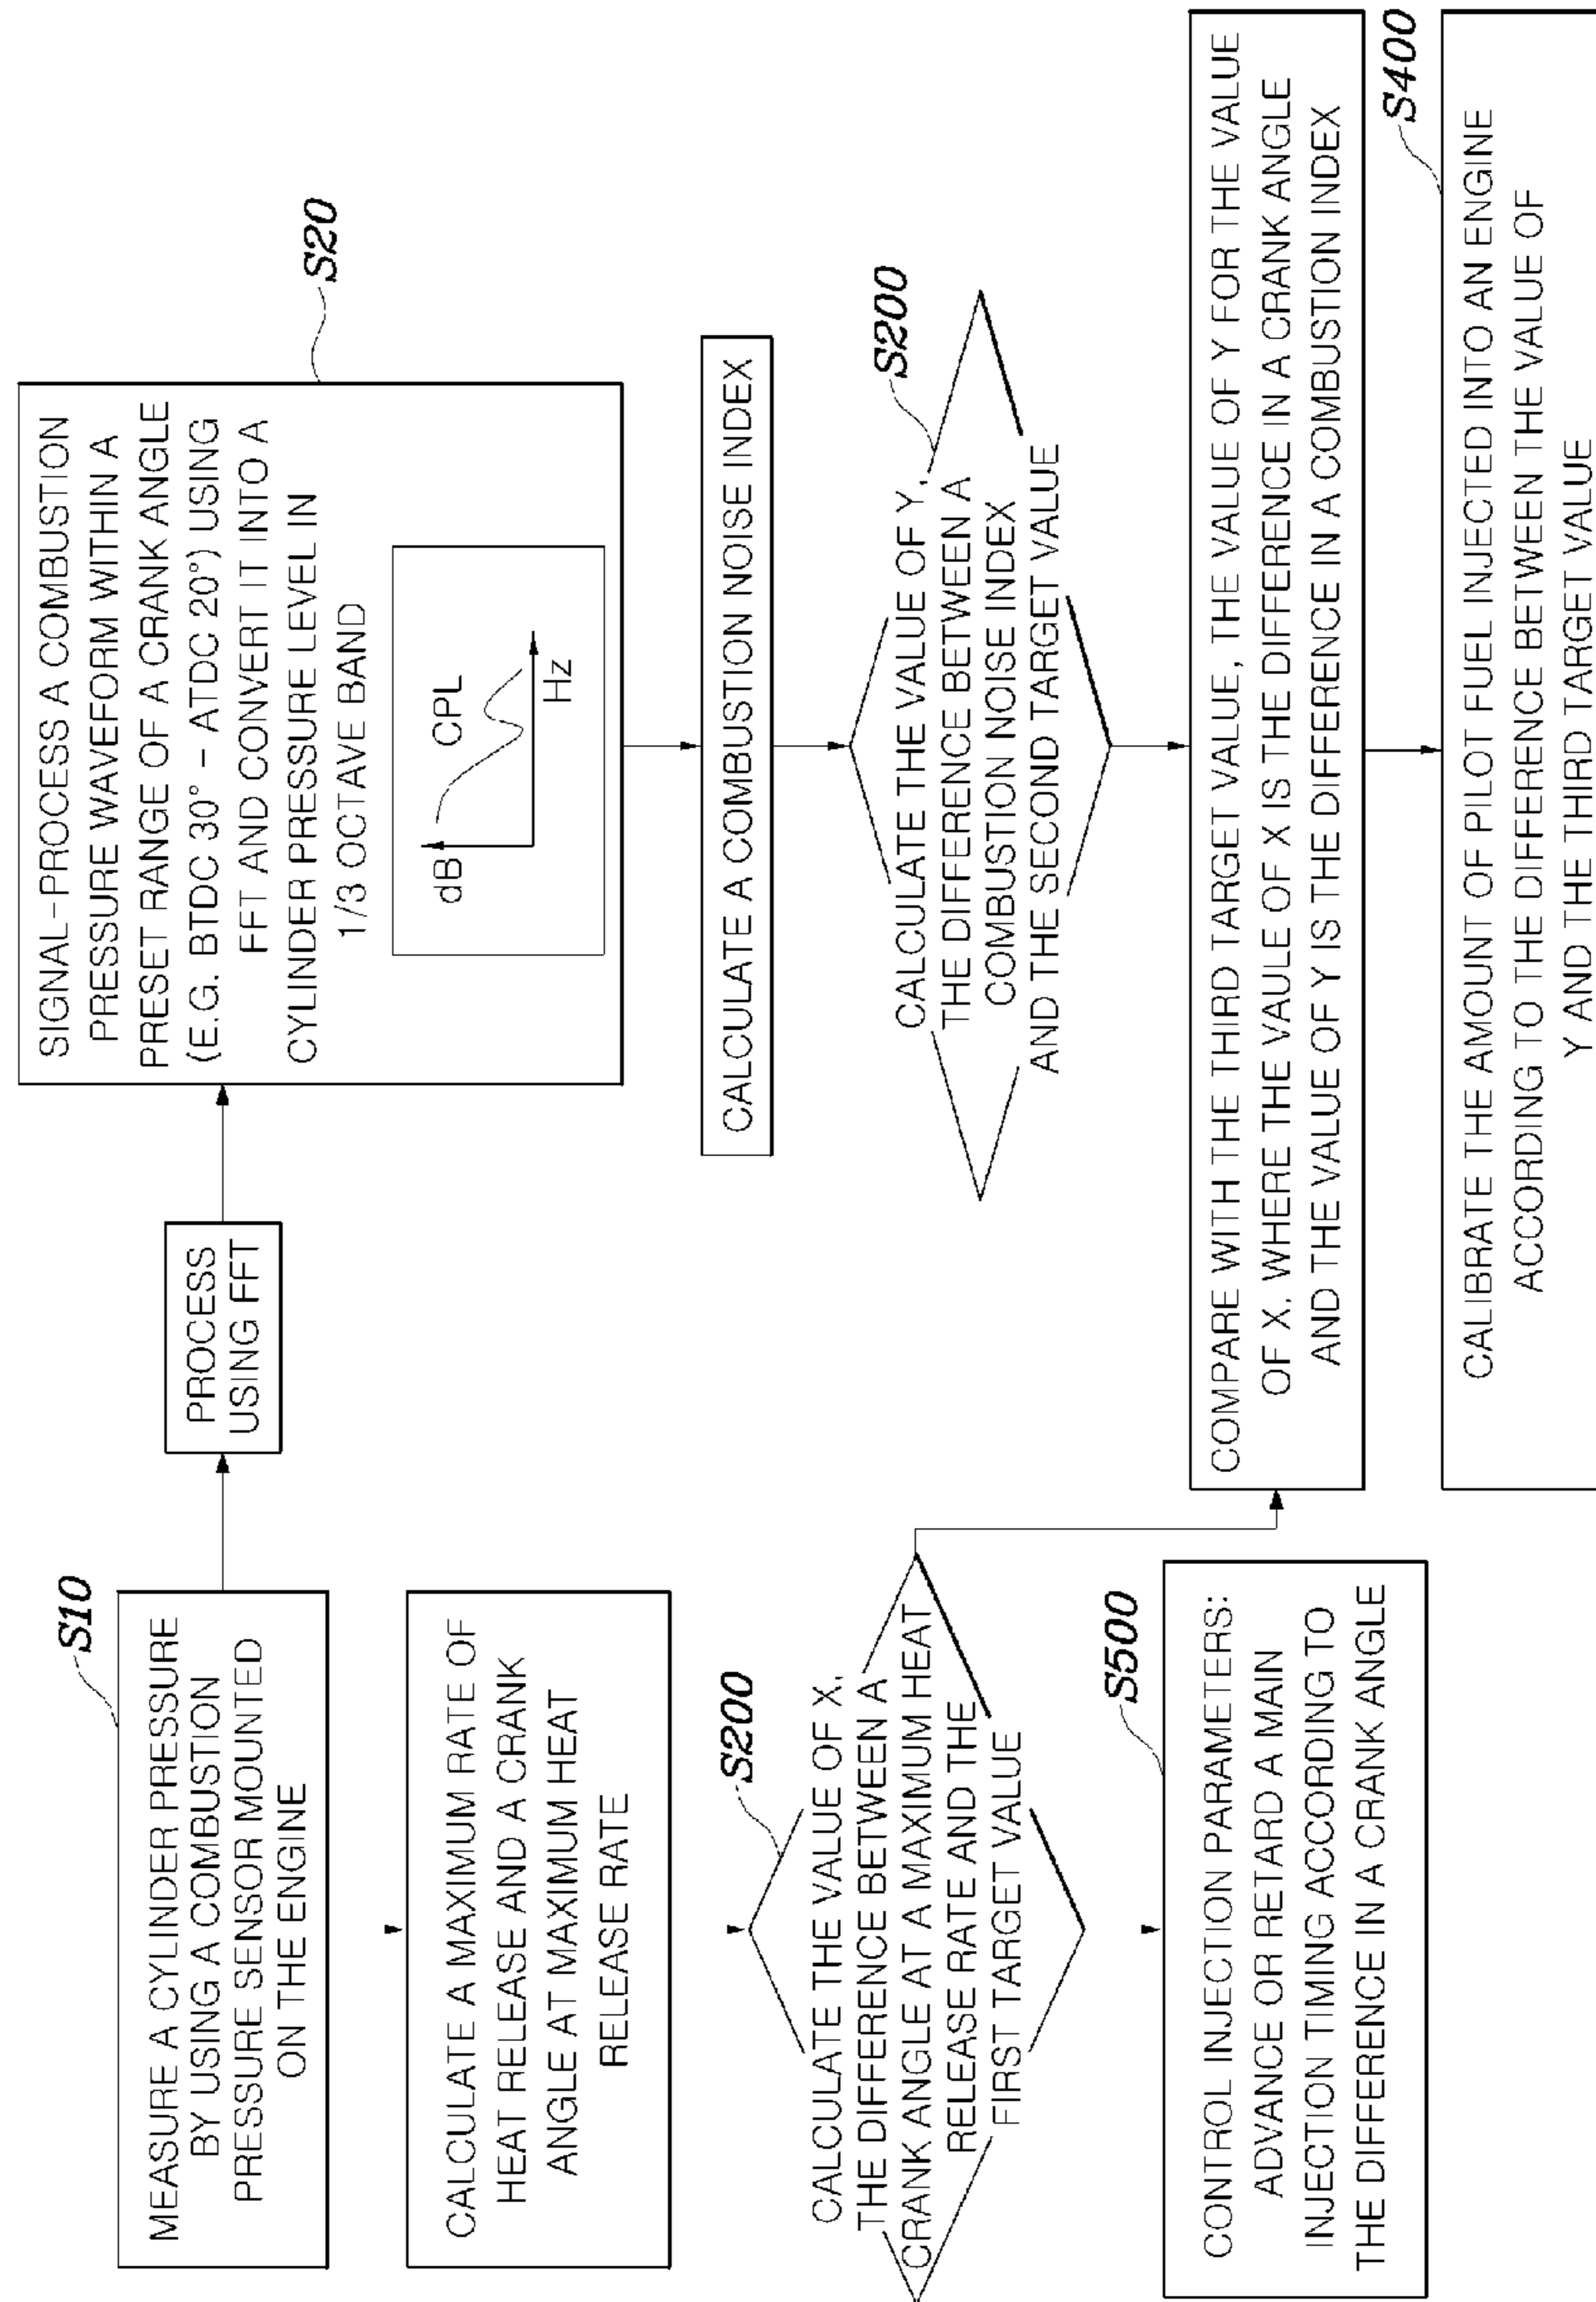 S10
MEASURE A CYLINDER PRESSURE
BY USING A COMBUSTION
PRESSURE SENSOR MOUNTED
ON THE ENGINE
PROCESS
USING FFT
S20
SIGNAL-PROCESS A COMBUSTION
PRESSURE WAVEFORM WITHIN A
PRESET RANGE OF A CRANK ANGLE
(E.G. BTDC 30° - ATDC 20°) USING
FFT AND CONVERT IT INTO A
CYLINDER PRESSURE LEVEL IN
1/3 OCTAVE BAND
dB
CPL
Hz
CALCULATE A MAXIMUM RATE OF
HEAT RELEASE AND A CRANK
ANGLE AT MAXIMUM HEAT
RELEASE RATE
CALCULATE A COMBUSTION NOISE INDEX
S200
CALCULATE THE VALUE OF X,
THE DIFFERENCE BETWEEN A
CRANK ANGLE AT A MAXIMUM HEAT
RELEASE RATE AND THE
FIRST TARGET VALUE
S200
CALCULATE THE VALUE OF Y,
THE DIFFERENCE BETWEEN A
COMBUSTION NOISE INDEX
AND THE SECOND TARGET VALUE
S500
CONTROL INJECTION PARAMETERS:
ADVANCE OR RETARD A MAIN
INJECTION TIMING ACCORDING TO
THE DIFFERENCE IN A CRANK ANGLE
COMPARE WITH THE THIRD TARGET VALUE, THE VALUE OF Y FOR THE VALUE
OF X, WHERE THE VAULE OF X IS THE DIFFERENCE IN A CRANK ANGLE
AND THE VALUE OF Y IS THE DIFFERENCE IN A COMBUSTION INDEX
S400
CALIBRATE THE AMOUNT OF PILOT FUEL INJECTED INTO AN ENGINE
ACCORDING TO THE DIFFERENCE BETWEEN THE VALUE OF
Y AND THE THIRD TARGET VALUE